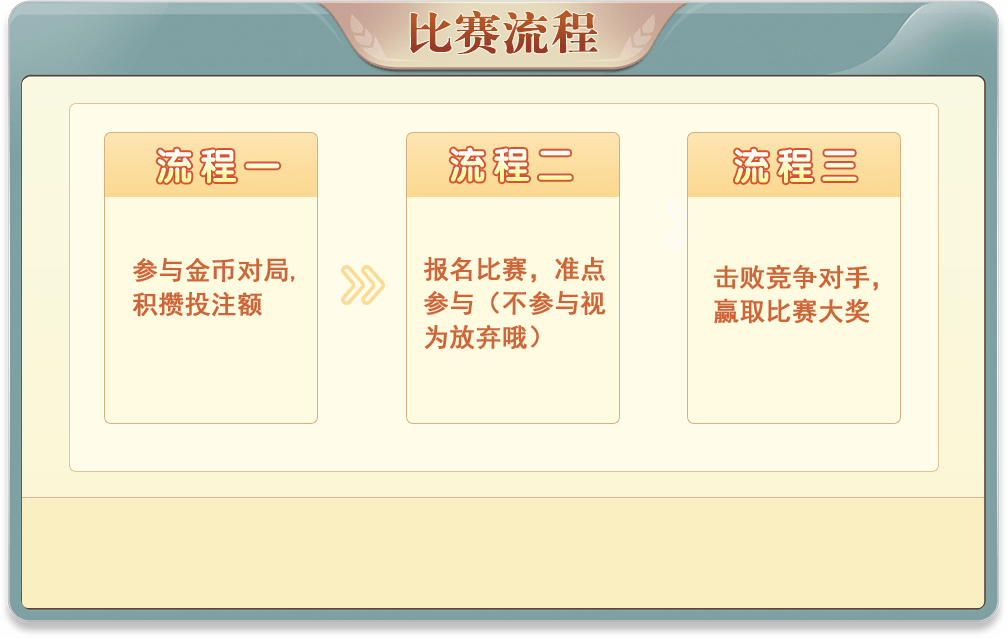 比赛流程
流程一
参与金币对局,
积攒投注额
流程二
报名比赛，准点
参与（不参与视
为放弃哦）
流程三
击败竞争对手，
赢取比赛大奖